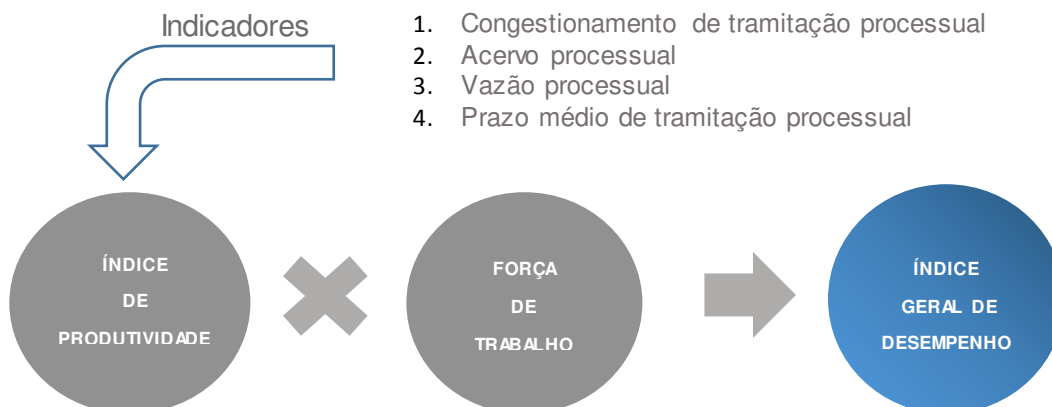 Indicadores
1. Congestionamento de tramitação processual
2. Acervo processual
3. Vazão processual
4. Prazo médio de tramitação processual
ÍNDICE
DE
PRODUTIVIDADE
FORÇA
DE
TRABALHO
ÍNDICE
GERAL DE
DESEMPENHO